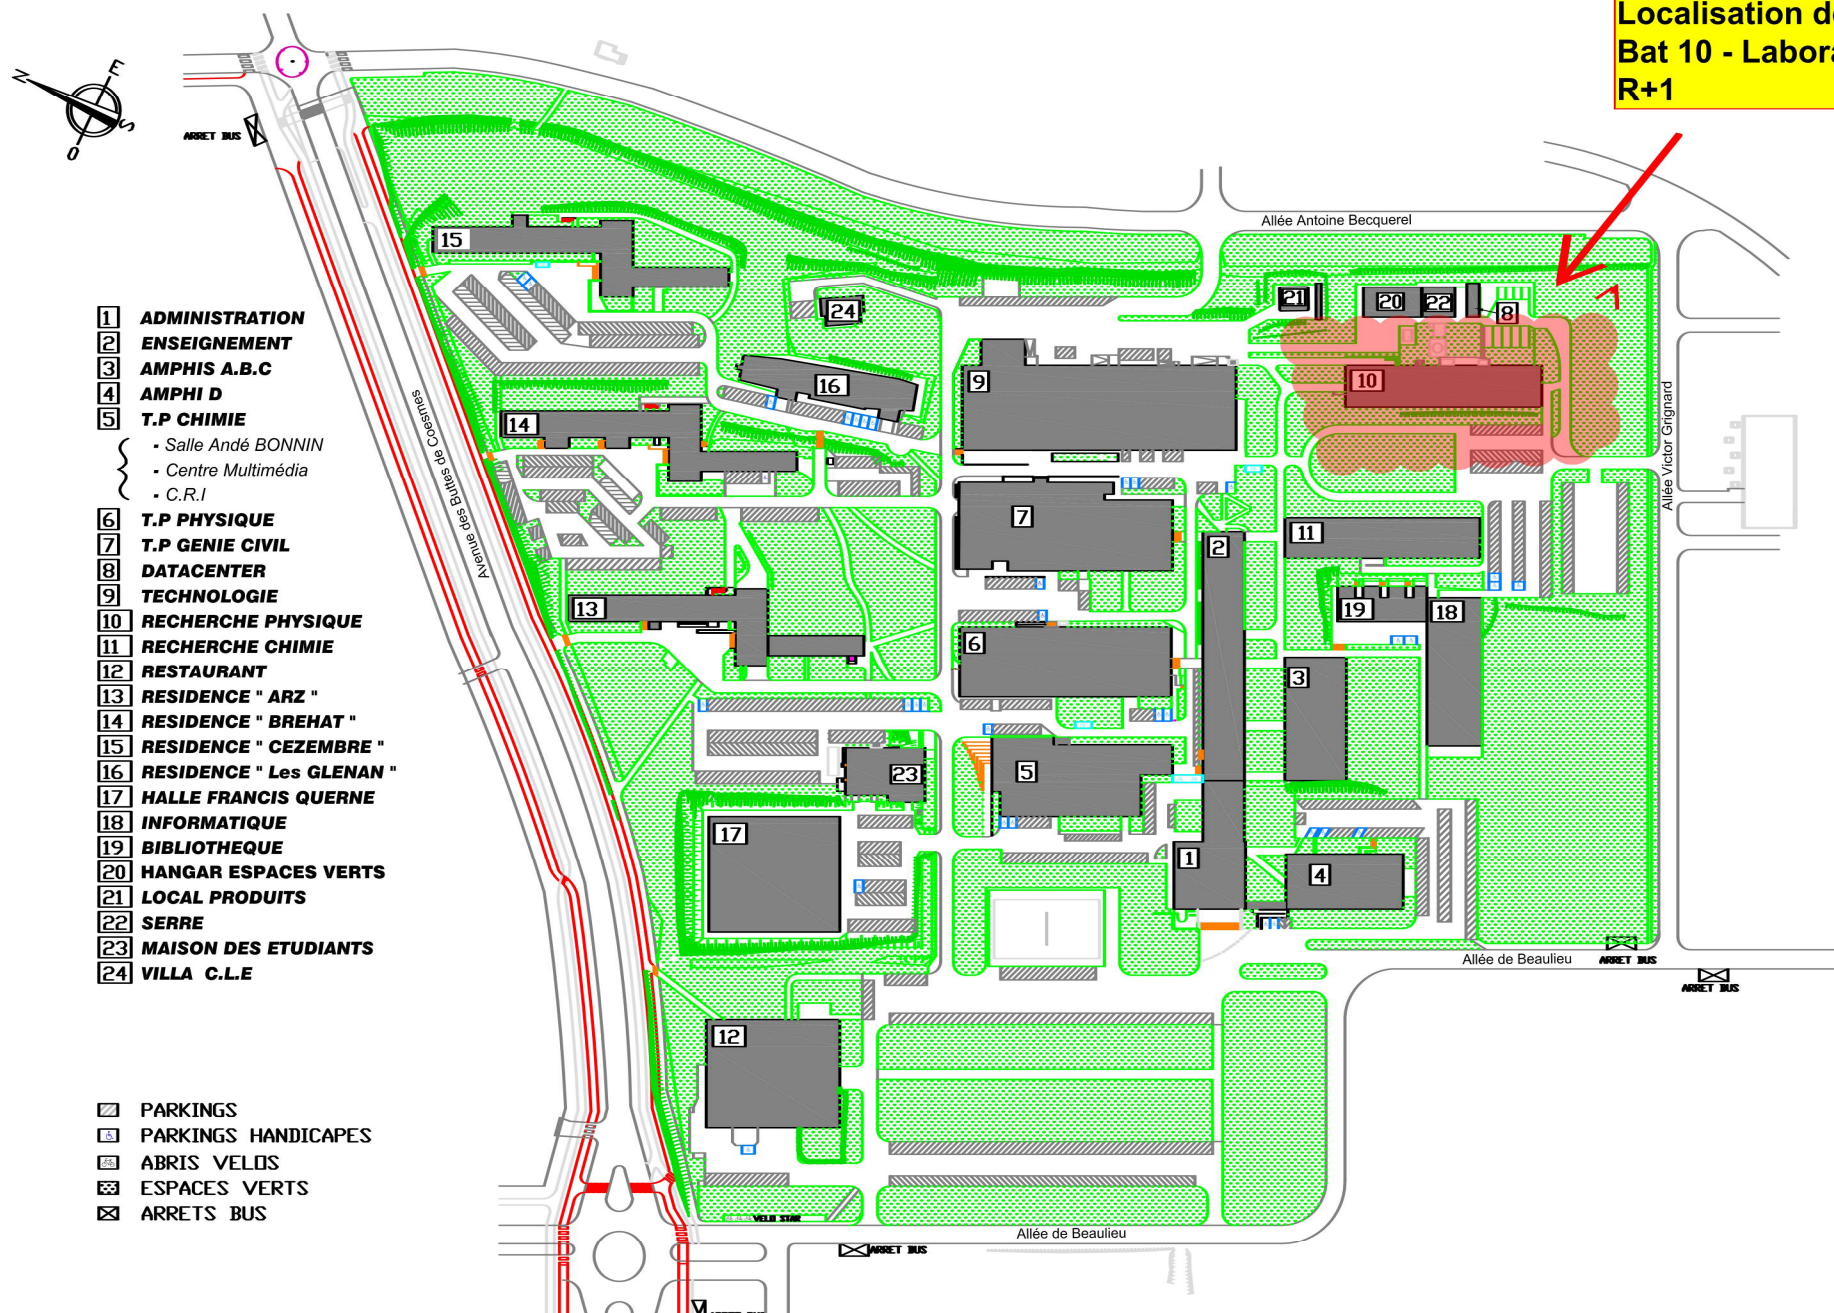 Localisation de
Bat 10 - Labora
R+1
N
E
S
O
ARRET BUS
Allée Antoine Becquerel
Avenue des Buttes de Coesmes
Allée Victor Grignard
1 ADMINISTRATION
2 ENSEIGNEMENT
3 AMPHIS A.B.C
4 AMPHI D
5 T.P CHIMIE
- Salle Andé BONNIN
- Centre Multimédia
- C.R.I
6 T.P PHYSIQUE
7 T.P GENIE CIVIL
8 DATACENTER
9 TECHNOLOGIE
10 RECHERCHE PHYSIQUE
11 RECHERCHE CHIMIE
12 RESTAURANT
13 RESIDENCE " ARZ "
14 RESIDENCE " BREHAT "
15 RESIDENCE " CEZEMBRE "
16 RESIDENCE " Les GLENAN "
17 HALLE FRANCIS QUERNE
18 INFORMATIQUE
19 BIBLIOTHEQUE
20 HANGAR ESPACES VERTS
21 LOCAL PRODUITS
22 SERRE
23 MAISON DES ETUDIANTS
24 VILLA C.L.E
PARKINGS
PARKINGS HANDICAPES
ABRIS VELOS
ESPACES VERTS
ARRETS BUS
15
24
21
20
22
8
16
9
10
14
7
2
11
13
19
18
6
3
23
5
17
1
4
Allée de Beaulieu
ARRET BUS
ARRET BUS
12
VELO STAR
Allée de Beaulieu
ARRET BUS